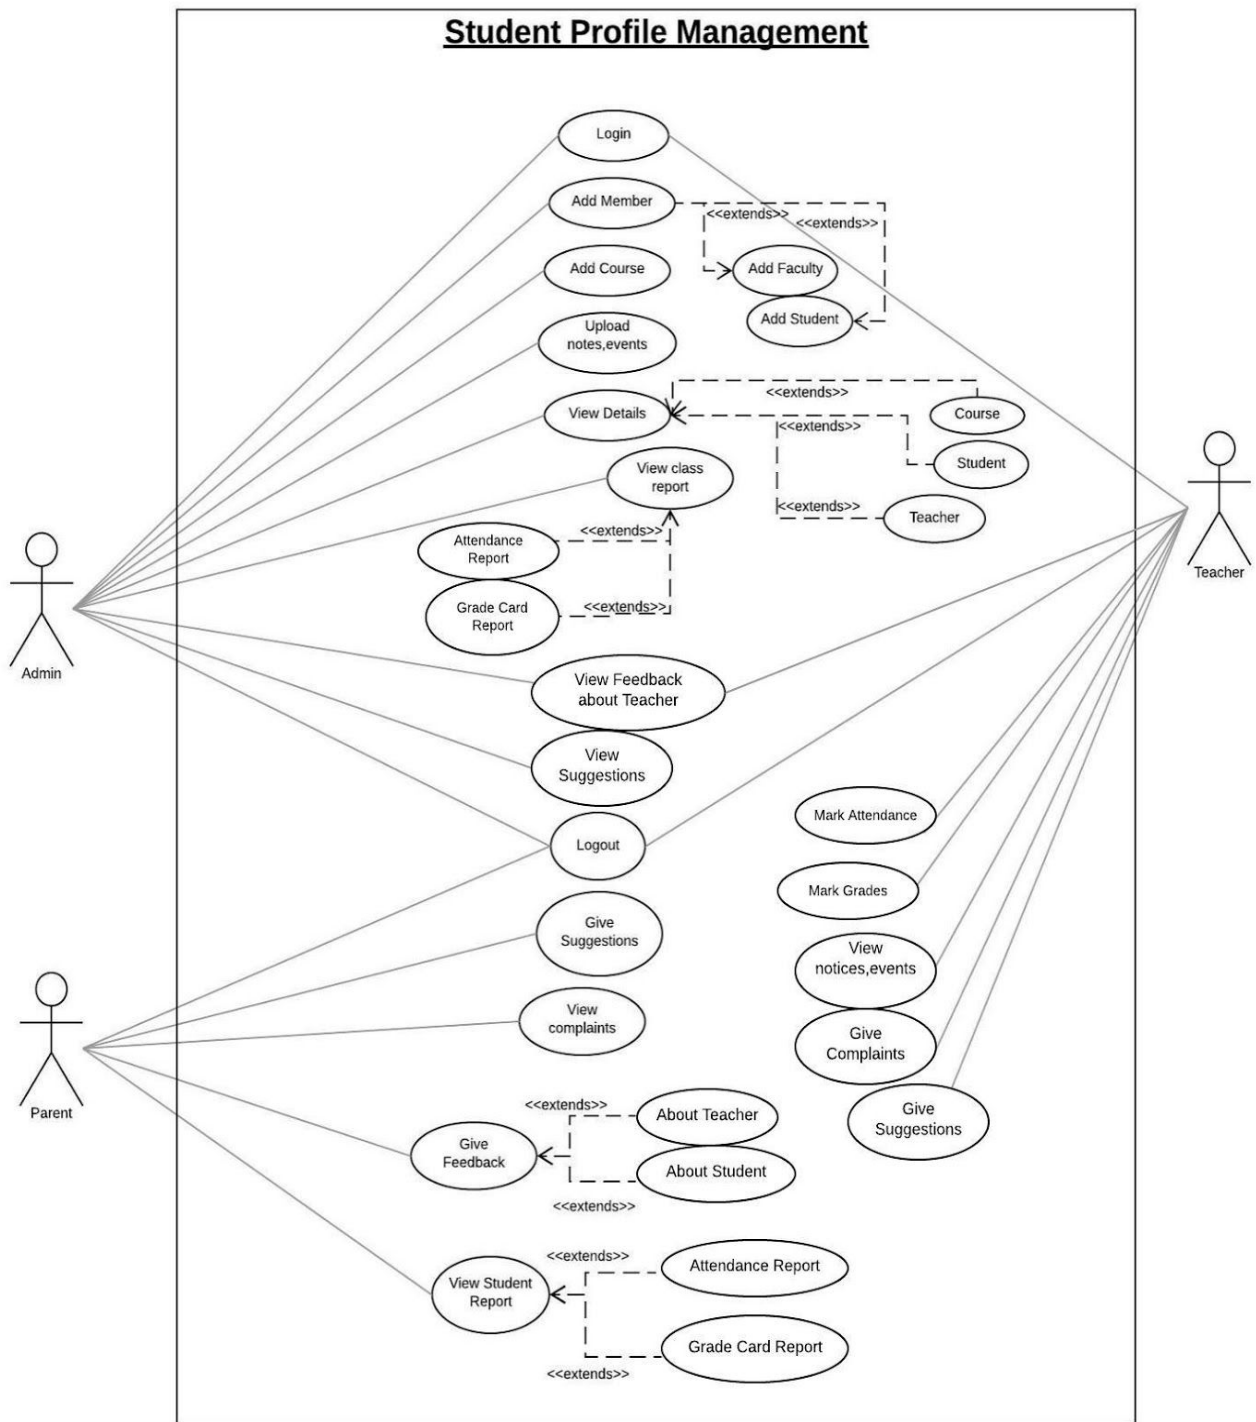 Student Profile Management
Login
Add Member
<<extends>>
<<extends>>
Add Course
Add Faculty
Add Student
Upload
notes,events
View Details
<<extends>>
Course
<<extends>>
Student
<<extends>>
Teacher
View class
report
Attendance
Report
<<extends>>
Grade Card
Report
<<extends>>
Admin
Teacher
View Feedback
about Teacher
View
Suggestions
Logout
Mark Attendance
Mark Grades
Give
Suggestions
View
notices,events
View
complaints
Give
Complaints
Give
Suggestions
Parent
Give
Feedback
<<extends>>
About Teacher
About Student
<<extends>>
View Student
Report
<<extends>>
Attendance Report
Grade Card Report
<<extends>>